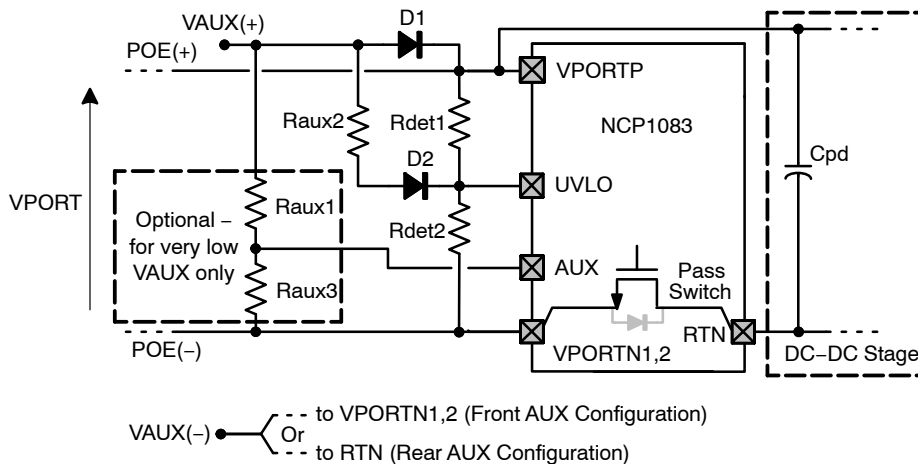 VAUX(+)
D1
POE(+)
VPORTP
Raux2
Rdet1
NCP1083
Cpd
D2
VPORT
UVLO
Raux1
Optional –
for very low
VAUX only
Rdet2
AUX
Pass
Switch
Raux3
RTN
POE(–)
VPORTN1,2
DC–DC Stage
to VPORTN1,2 (Front AUX Configuration)
VAUX(–)
Or
to RTN (Rear AUX Configuration)